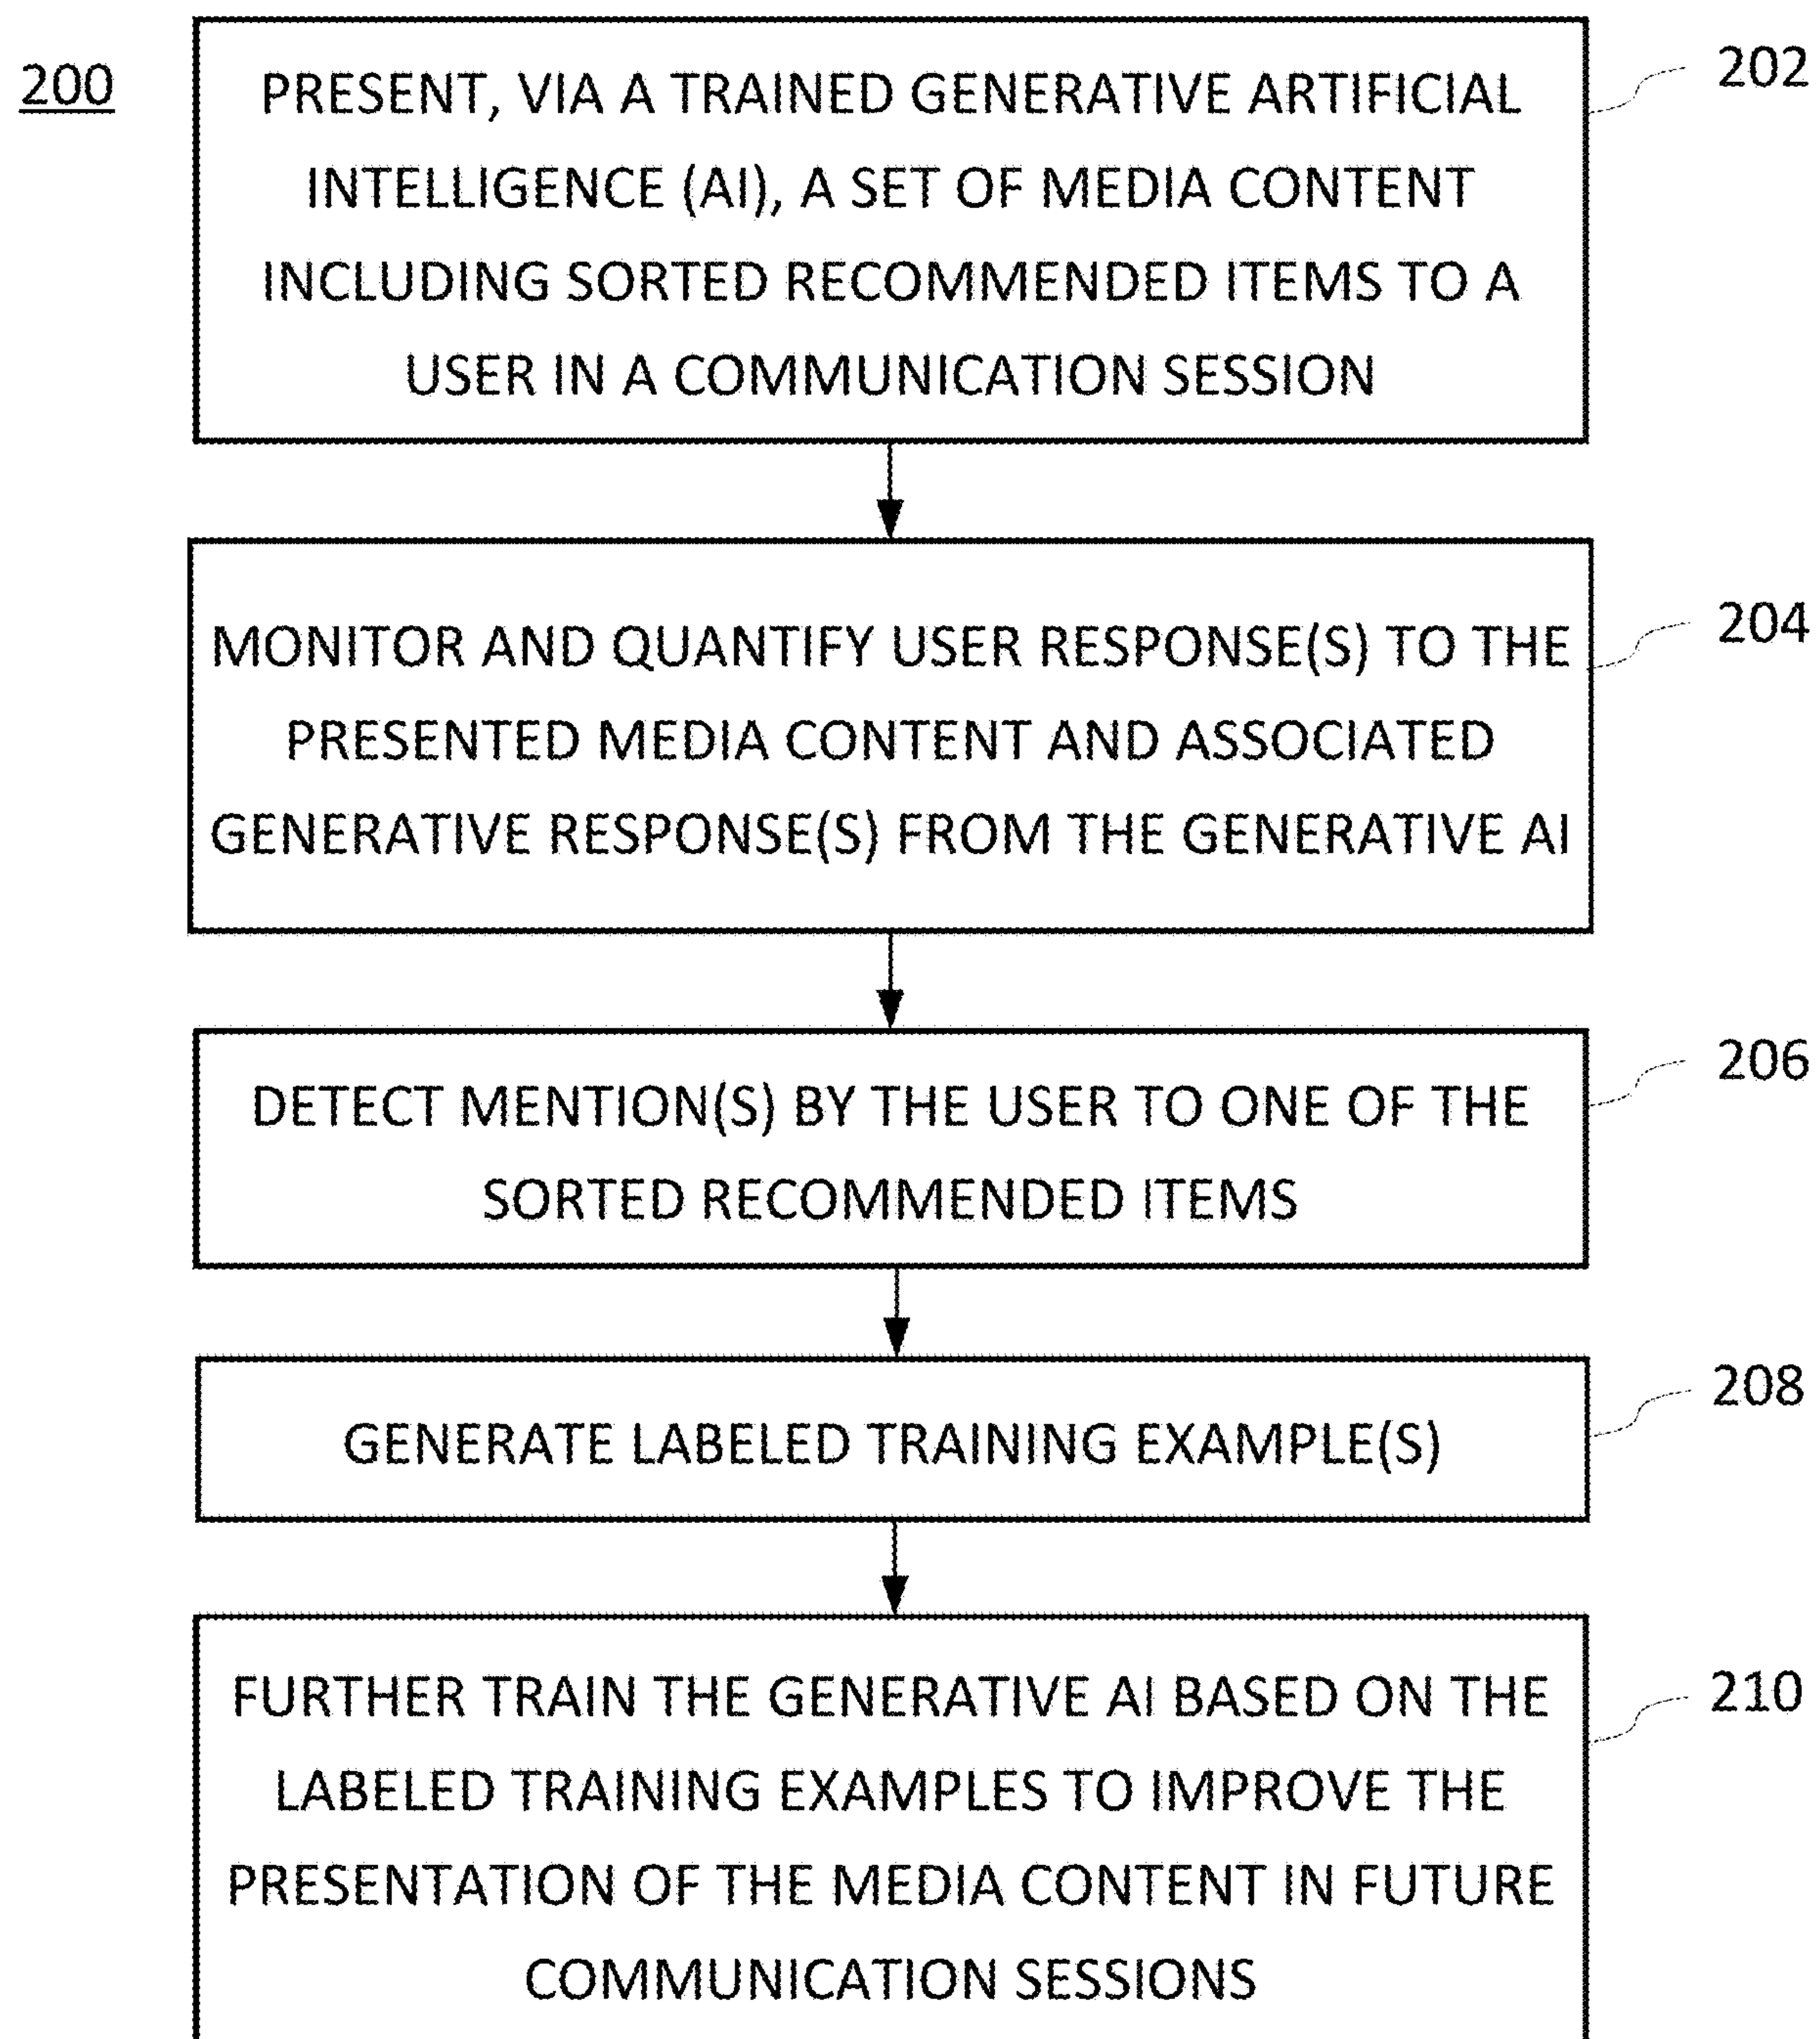 200
PRESENT, VIA A TRAINED GENERATIVE ARTIFICIAL
INTELLIGENCE (AI), A SET OF MEDIA CONTENT
INCLUDING SORTED RECOMMENDED ITEMS TO A
USER IN A COMMUNICATION SESSION
202
MONITOR AND QUANTIFY USER RESPONSE(S) TO THE
PRESENTED MEDIA CONTENT AND ASSOCIATED
GENERATIVE RESPONSE(S) FROM THE GENERATIVE AI
204
DETECT MENTION(S) BY THE USER TO ONE OF THE
SORTED RECOMMENDED ITEMS
206
GENERATE LABELED TRAINING EXAMPLE(S)
208
FURTHER TRAIN THE GENERATIVE AI BASED ON THE
LABELED TRAINING EXAMPLES TO IMPROVE THE
PRESENTATION OF THE MEDIA CONTENT IN FUTURE
COMMUNICATION SESSIONS
210